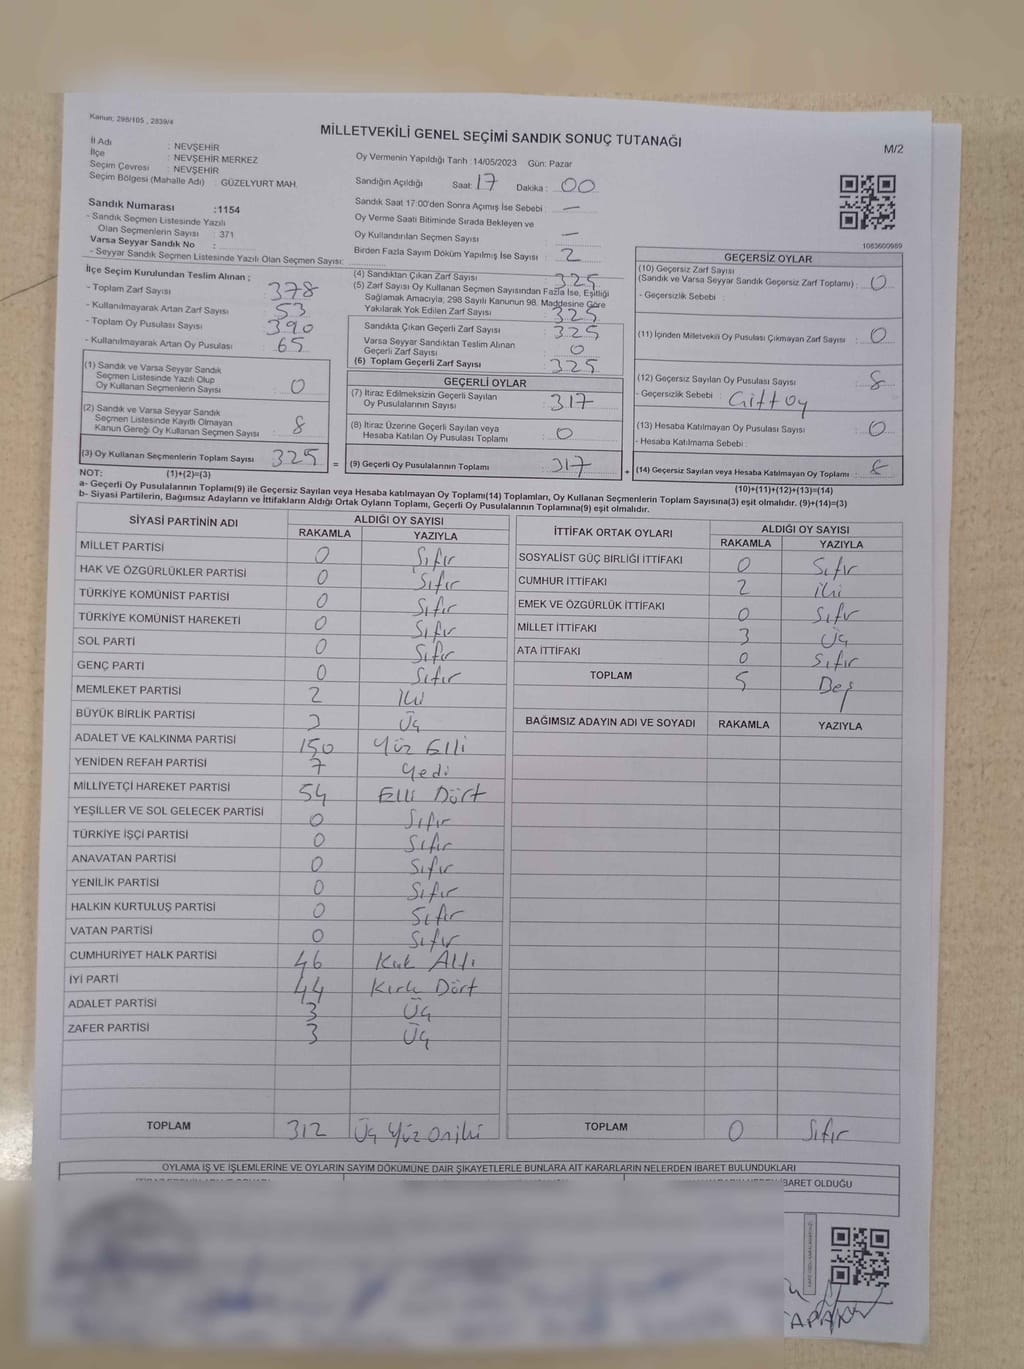 Kanun; 298/105 , 2839/4
MİLLETVEKİLİ GENEL SEÇİMİ SANDIK SONUÇ TUTANAĞI
M/2
İl Adı : NEVŞEHİR
İlçe : NEVŞEHİR MERKEZ
Seçim Çevresi : NEVŞEHİR
Seçim Bölgesi (Mahalle Adı) : GÜZELYURT MAH.
Sandık Numarası :1154
- Sandık Seçmen Listesinde Yazılı
Olan Seçmenlerin Sayısı : 371
Varsa Seyyar Sandık No :
- Seyyar Sandık Seçmen Listesinde Yazılı Olan Seçmen Sayısı:
Oy Vermenin Yapıldığı Tarih :14/05/2023 Gün: Pazar
Sandığın Açıldığı Saat: 17 Dakika : 00
Sandık Saat 17:00'den Sonra Açımış İse Sebebi : —
Oy Verme Saati Bitiminde Sırada Bekleyen ve
Oy Kullandırılan Seçmen Sayısı : —
Birden Fazla Sayım Döküm Yapılmış İse Sayısı : 2
1083600989
İlçe Seçim Kurulundan Teslim Alınan ;
- Toplam Zarf Sayısı : 378
- Kullanılmayarak Artan Zarf Sayısı : 53
- Toplam Oy Pusulası Sayısı : 390
- Kullanılmayarak Artan Oy Pusulası : 65
(1) Sandık ve Varsa Seyyar Sandık
Seçmen Listesinde Yazılı Olup
Oy Kullanan Seçmenlerin Sayısı : 0
(2) Sandık ve Varsa Seyyar Sandık
Seçmen Listesinde Kayıtlı Olmayan
Kanun Gereği Oy Kullanan Seçmen Sayısı : 8
(3) Oy Kullanan Seçmenlerin Toplam Sayısı : 325 =
(4) Sandıktan Çıkan Zarf Sayısı : 325
(5) Zarf Sayısı Oy Kullanan Seçmen Sayısından Fazla İse, Eşitliği
Sağlamak Amacıyla; 298 Sayılı Kanunun 98. Maddesine Göre
Yakılarak Yok Edilen Zarf Sayısı : 325
Sandıkta Çıkan Geçerli Zarf Sayısı : 325
Varsa Seyyar Sandıktan Teslim Alınan
Geçerli Zarf Sayısı : 0
(6) Toplam Geçerli Zarf Sayısı : 325
GEÇERLİ OYLAR
(7) İtiraz Edilmeksizin Geçerli Sayılan
Oy Pusulalarının Sayısı : 317
(8) İtiraz Üzerine Geçerli Sayılan veya
Hesaba Katılan Oy Pusulası Toplamı : 0
(9) Geçerli Oy Pusulalarının Toplamı : 317 +
GEÇERSİZ OYLAR
(10) Geçersiz Zarf Sayısı
(Sandık ve Varsa Seyyar Sandık Geçersiz Zarf Toplamı) : 0
- Geçersizlik Sebebi :
(11) İçinden Milletvekili Oy Pusulası Çıkmayan Zarf Sayısı : 0
(12) Geçersiz Sayılan Oy Pusulası Sayısı : 8
- Geçersizlik Sebebi : Çift Oy
(13) Hesaba Katılmayan Oy Pusulası Sayısı : 0
- Hesaba Katılmama Sebebi :
(14) Geçersiz Sayılan veya Hesaba Katılmayan Oy Toplamı : 8
NOT: (1)+(2)=(3)
(10)+(11)+(12)+(13)=(14)
a- Geçerli Oy Pusulalarının Toplamı(9) ile Geçersiz Sayılan veya Hesaba katılmayan Oy Toplamı(14) Toplamları, Oy Kullanan Seçmenlerin Toplam Sayısına(3) eşit olmalıdır. (9)+(14)=(3)
b- Siyasi Partilerin, Bağımsız Adayların ve İttifakların Aldığı Ortak Oyların Toplamı, Geçerli Oy Pusulalarının Toplamına(9) eşit olmalıdır.
SİYASİ PARTİNİN ADI ALDIĞI OY SAYISI
RAKAMLA YAZIYLA
MİLLET PARTİSİ 0 Sıfır
HAK VE ÖZGÜRLÜKLER PARTİSİ 0 Sıfır
TÜRKİYE KOMÜNİST PARTİSİ 0 Sıfır
TÜRKİYE KOMÜNİST HAREKETİ 0 Sıfır
SOL PARTİ 0 Sıfır
GENÇ PARTİ 0 Sıfır
MEMLEKET PARTİSİ 2 İki
BÜYÜK BİRLİK PARTİSİ 3 Üç
ADALET VE KALKINMA PARTİSİ 150 Yüz Elli
YENİDEN REFAH PARTİSİ 7 Yedi
MİLLİYETÇİ HAREKET PARTİSİ 54 Elli Dört
YEŞİLLER VE SOL GELECEK PARTİSİ 0 Sıfır
TÜRKİYE İŞÇİ PARTİSİ 0 Sıfır
ANAVATAN PARTİSİ 0 Sıfır
YENİLİK PARTİSİ 0 Sıfır
HALKIN KURTULUŞ PARTİSİ 0 Sıfır
VATAN PARTİSİ 0 Sıfır
CUMHURİYET HALK PARTİSİ 46 Kırk Altı
İYİ PARTİ 44 Kırk Dört
ADALET PARTİSİ 3 Üç
ZAFER PARTİSİ 3 Üç
TOPLAM 312 Üç Yüz Oniki
İTTİFAK ORTAK OYLARI ALDIĞI OY SAYISI
RAKAMLA YAZIYLA
SOSYALİST GÜÇ BİRLİĞİ İTTİFAKI 0 Sıfır
CUMHUR İTTİFAKI 2 iki
EMEK VE ÖZGÜRLÜK İTTİFAKI 0 Sıfır
MİLLET İTTİFAKI 3 Üç
ATA İTTİFAKI 0 Sıfır
TOPLAM 5 Beş
BAĞIMSIZ ADAYIN ADI VE SOYADI RAKAMLA YAZIYLA
TOPLAM 0 Sıfır
OYLAMA İŞ VE İŞLEMLERİNE VE OYLARIN SAYIM DÖKÜMÜNE DAİR ŞİKAYETLERLE BUNLARA AİT KARARLARIN NELERDEN İBARET BULUNDUKLARI
İBARET OLDUĞU